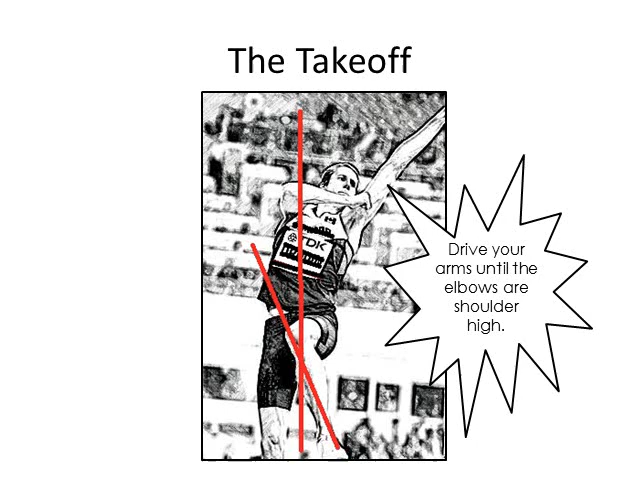 The Takeoff
TDK
Drive your
arms until the
elbows are
shoulder
high.